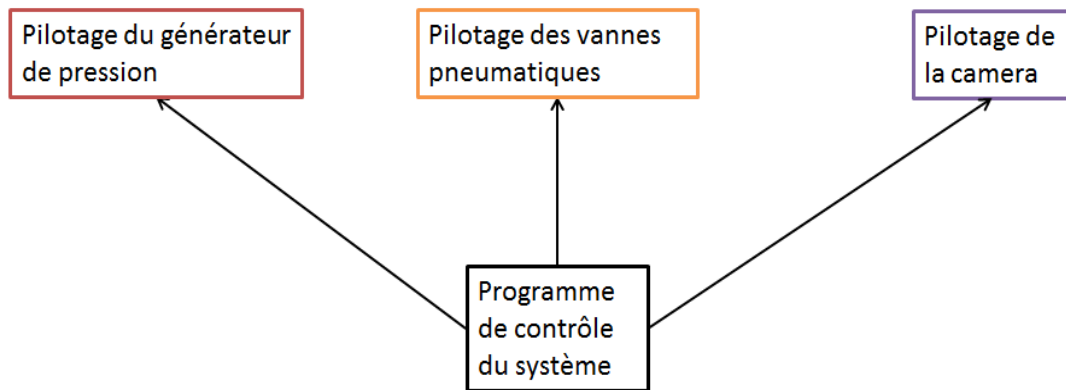 Pilotage du générateur
de pression
Pilotage des vannes
pneumatiques
Pilotage de
la camera
Programme
de contrôle
du système